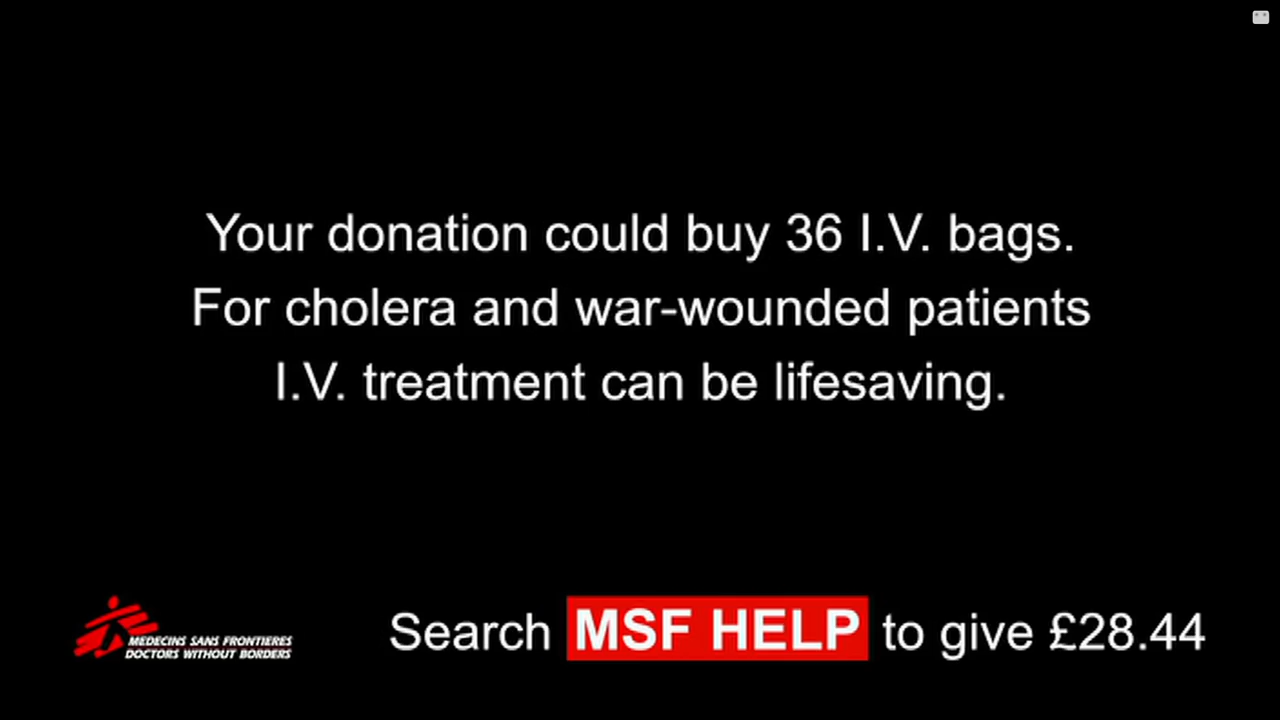 Your donation could buy 36 I.V. bags.
For cholera and war-wounded patients
I.V. treatment can be lifesaving.
MEDECINS SANS FRONTIERES
DOCTORS WITHOUT BORDERS
Search MSF HELP to give £28.44